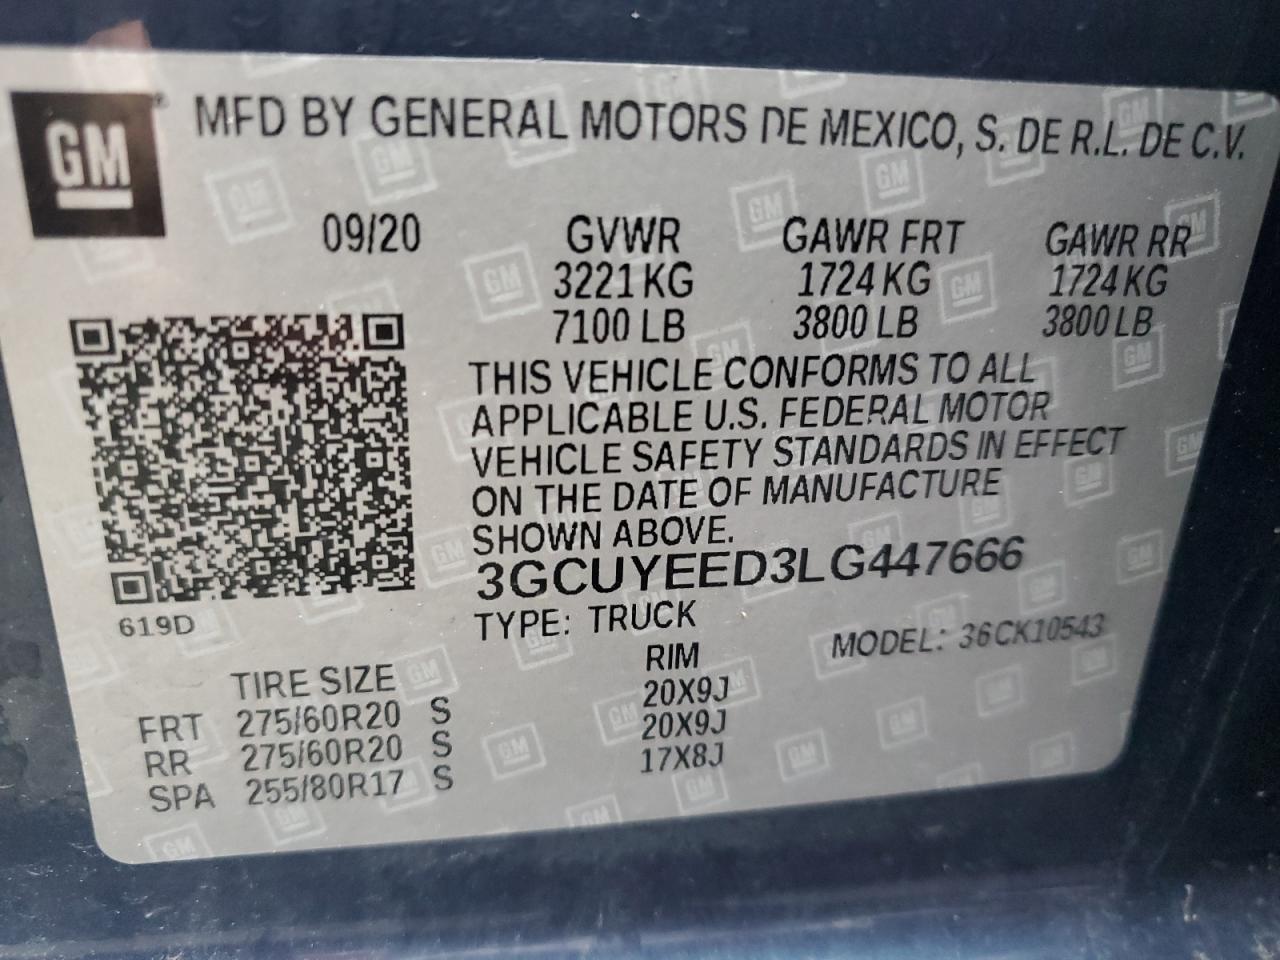 GM® MFD BY GENERAL MOTORS DE MEXICO, S. DE R.L. DE C.V.
09/20 GVWR GAWR FRT GAWR RR
3221 KG 1724 KG 1724 KG
7100 LB 3800 LB 3800 LB
THIS VEHICLE CONFORMS TO ALL
APPLICABLE U.S. FEDERAL MOTOR
VEHICLE SAFETY STANDARDS IN EFFECT
ON THE DATE OF MANUFACTURE
SHOWN ABOVE.
3GCUYEED3LG447666
619D
TYPE: TRUCK MODEL: 36CK10543
TIRE SIZE RIM
FRT 275/60R20 S 20X9J
RR 275/60R20 S 20X9J
SPA 255/80R17 S 17X8J